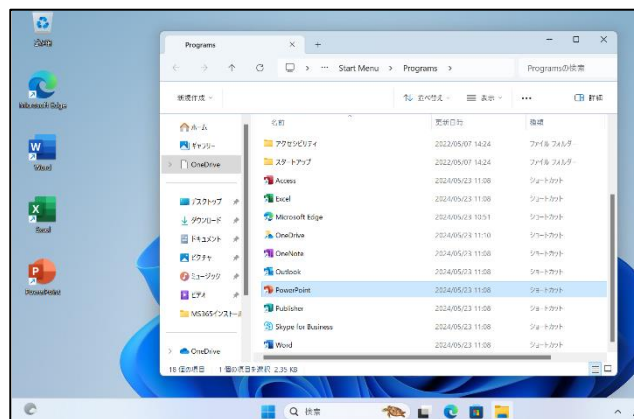 ごみ箱
Microsoft Edge
Word
Excel
PowerPoint
Programs
Start Menu > Programs >
Programsの検索
新規作成
並べ替え
表示
詳細
ホーム
ギャラリー
OneDrive
デスクトップ
ダウンロード
ドキュメント
ピクチャ
ミュージック
ビデオ
OneDrive
名前 更新日時 種類
アクセシビリティ 2022/05/07 14:24 ファイル フォルダー
スタートアップ 2022/05/07 14:24 ファイル フォルダー
Access 2024/05/23 11:08 ショートカット
Excel 2024/05/23 11:08 ショートカット
Microsoft Edge 2024/05/23 10:51 ショートカット
OneDrive 2024/05/23 11:10 ショートカット
OneNote 2024/05/23 11:08 ショートカット
Outlook 2024/05/23 11:08 ショートカット
PowerPoint 2024/05/23 11:08 ショートカット
Publisher 2024/05/23 11:08 ショートカット
Skype for Business 2024/05/23 11:08 ショートカット
Word 2024/05/23 11:08 ショートカット
18 個の項目 1 個の項目を選択 2.35 KB
検索